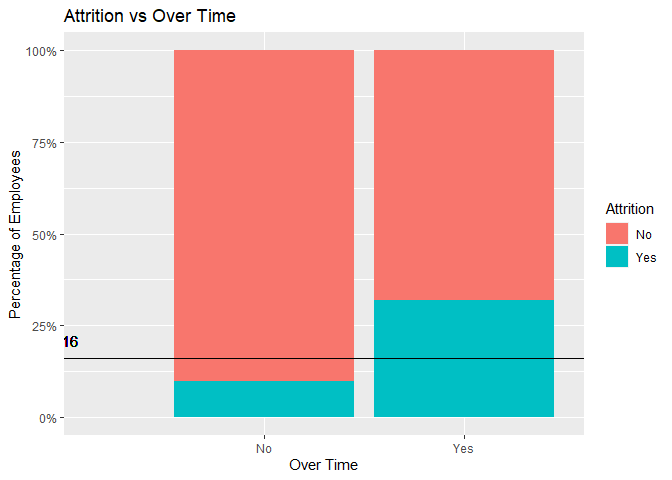 Attrition vs Over Time
100%
75%
50%
25%
0%
Percentage of Employees
16
No
Yes
Over Time
Attrition
No
Yes